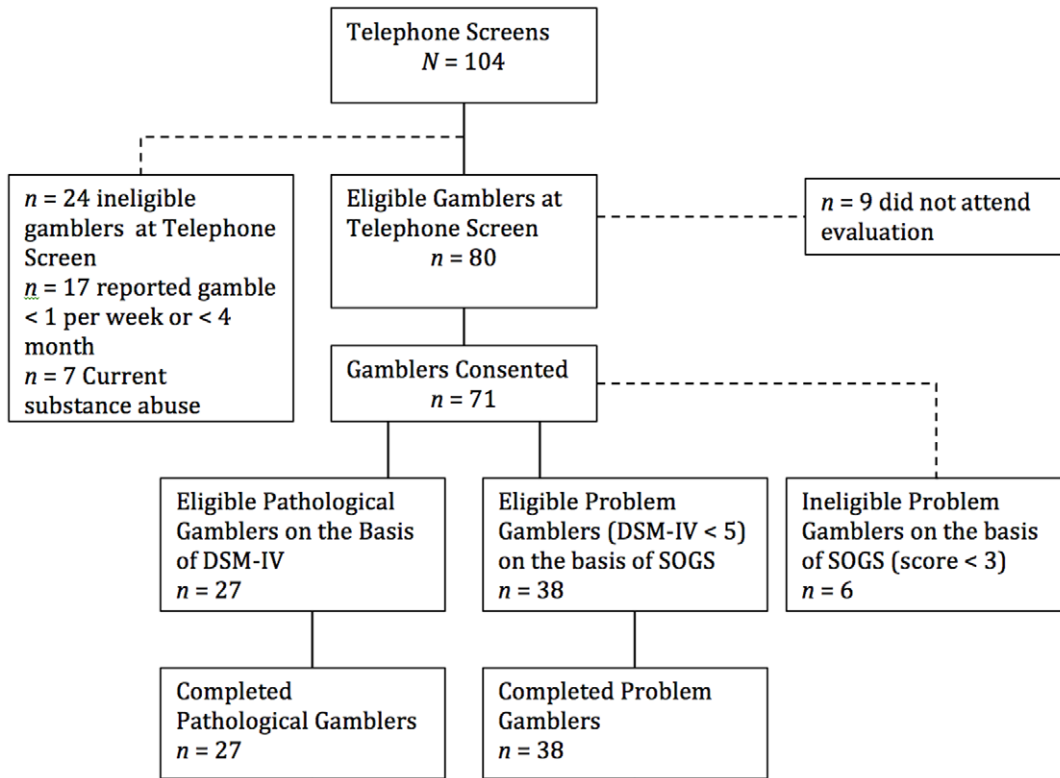 Telephone Screens
N = 104
n = 24 ineligible
gamblers at Telephone
Screen
n = 17 reported gamble
< 1 per week or < 4
month
n = 7 Current
substance abuse
Eligible Gamblers at
Telephone Screen
n = 80
n = 9 did not attend
evaluation
Gamblers Consented
n = 71
Eligible Pathological
Gamblers on the Basis
of DSM-IV
n = 27
Eligible Problem
Gamblers (DSM-IV < 5)
on the basis of SOGS
n = 38
Ineligible Problem
Gamblers on the basis
of SOGS (score < 3)
n = 6
Completed
Pathological Gamblers
n = 27
Completed Problem
Gamblers
n = 38